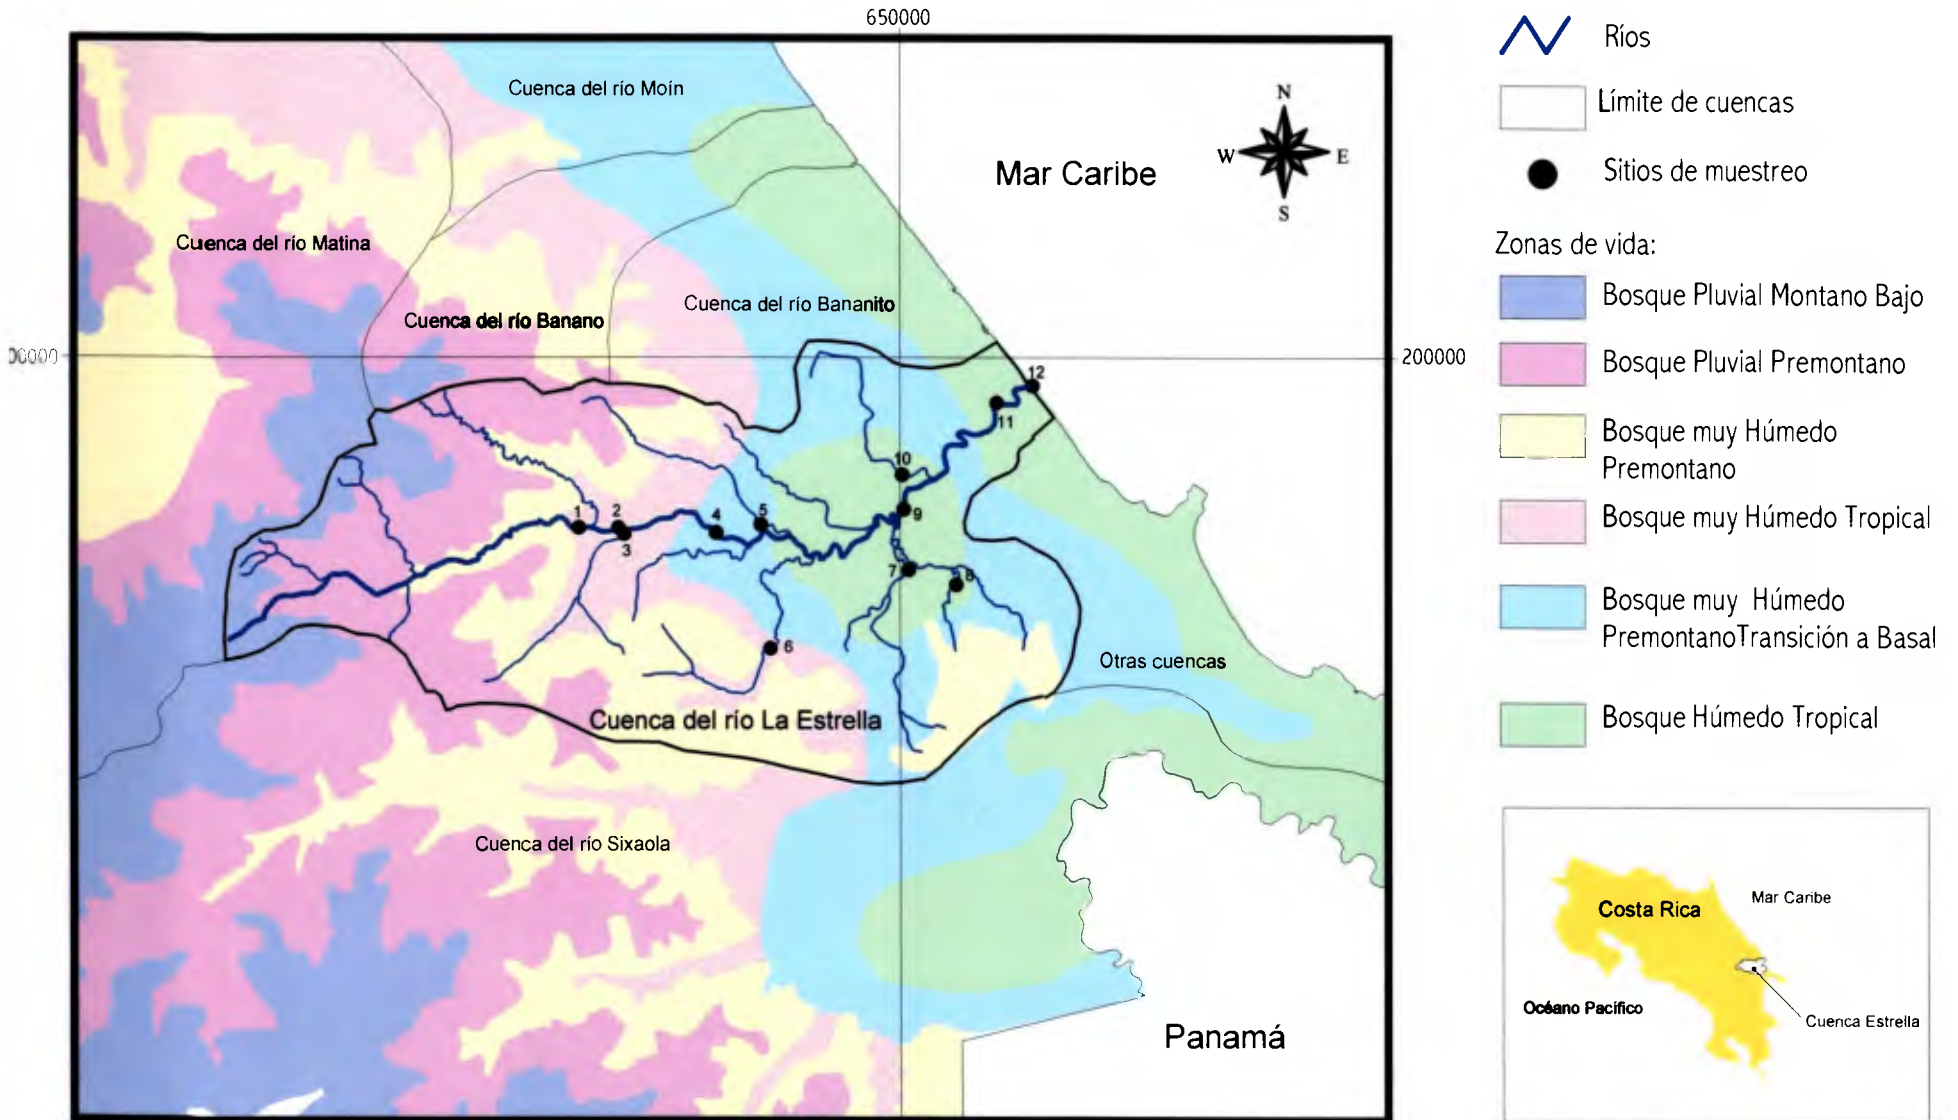 650000
Cuenca del río Moín
Mar Caribe
N
W
E
S
Cuenca del río Matina
Cuenca del río Banano
Cuenca del río Bananito
00000
200000
12
11
10
1
2
3
4
5
9
7
8
6
Cuenca del río La Estrella
Otras cuencas
Cuenca del río Sixaola
Panamá
Ríos
Límite de cuencas
Sitios de muestreo
Zonas de vida:
Bosque Pluvial Montano Bajo
Bosque Pluvial Premontano
Bosque muy Húmedo
Premontano
Bosque muy Húmedo Tropical
Bosque muy Húmedo
PremontanoTransición a Basal
Bosque Húmedo Tropical
Costa Rica
Mar Caribe
Océano Pacífico
Cuenca Estrella